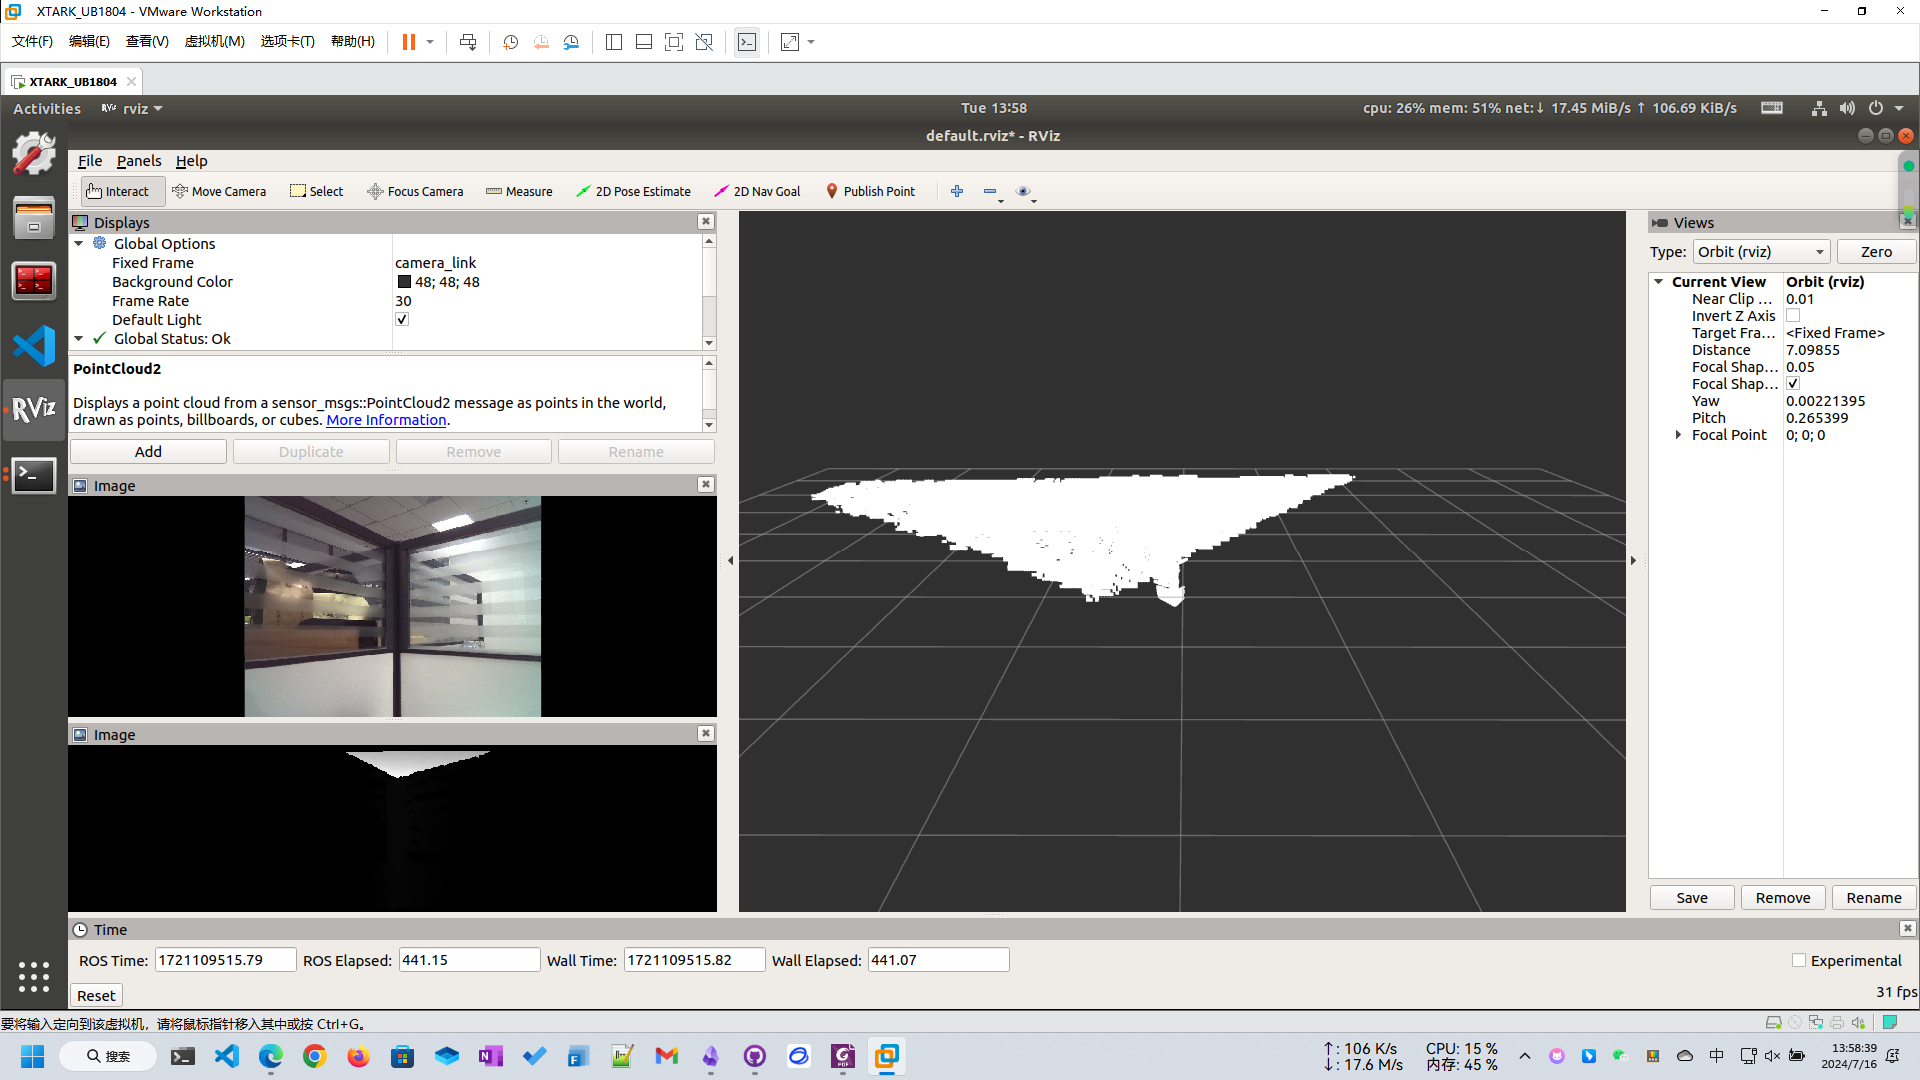 XTARK_UB1804 - VMware Workstation
文件(F) 编辑(E) 查看(V) 虚拟机(M) 选项卡(T) 帮助(H)
XTARK_UB1804
Activities RViz rviz Tue 13:58 cpu: 26% mem: 51% net:↓ 17.45 MiB/s ↑ 106.69 KiB/s
default.rviz* - RViz
File Panels Help
Interact Move Camera Select Focus Camera Measure 2D Pose Estimate 2D Nav Goal Publish Point
Displays
Global Options
Fixed Frame camera_link
Background Color 48; 48; 48
Frame Rate 30
Default Light
Global Status: Ok
PointCloud2
Displays a point cloud from a sensor_msgs::PointCloud2 message as points in the world,
drawn as points, billboards, or cubes. More Information.
Add Duplicate Remove Rename
RViz
Image
Image
Views
Type: Orbit (rviz) Zero
Current View Orbit (rviz)
Near Clip ... 0.01
Invert Z Axis
Target Fra... <Fixed Frame>
Distance 7.09855
Focal Shap... 0.05
Focal Shap...
Yaw 0.00221395
Pitch 0.265399
Focal Point 0; 0; 0
Save Remove Rename
Time
ROS Time: 1721109515.79 ROS Elapsed: 441.15 Wall Time: 1721109515.82 Wall Elapsed: 441.07 Experimental
Reset 31 fps
要将输入定向到该虚拟机，请将鼠标指针移入其中或按 Ctrl+G。
搜索
↑: 106 K/s CPU: 15 %
↓: 17.6 M/s 内存: 45 %
中
13:58:39
2024/7/16